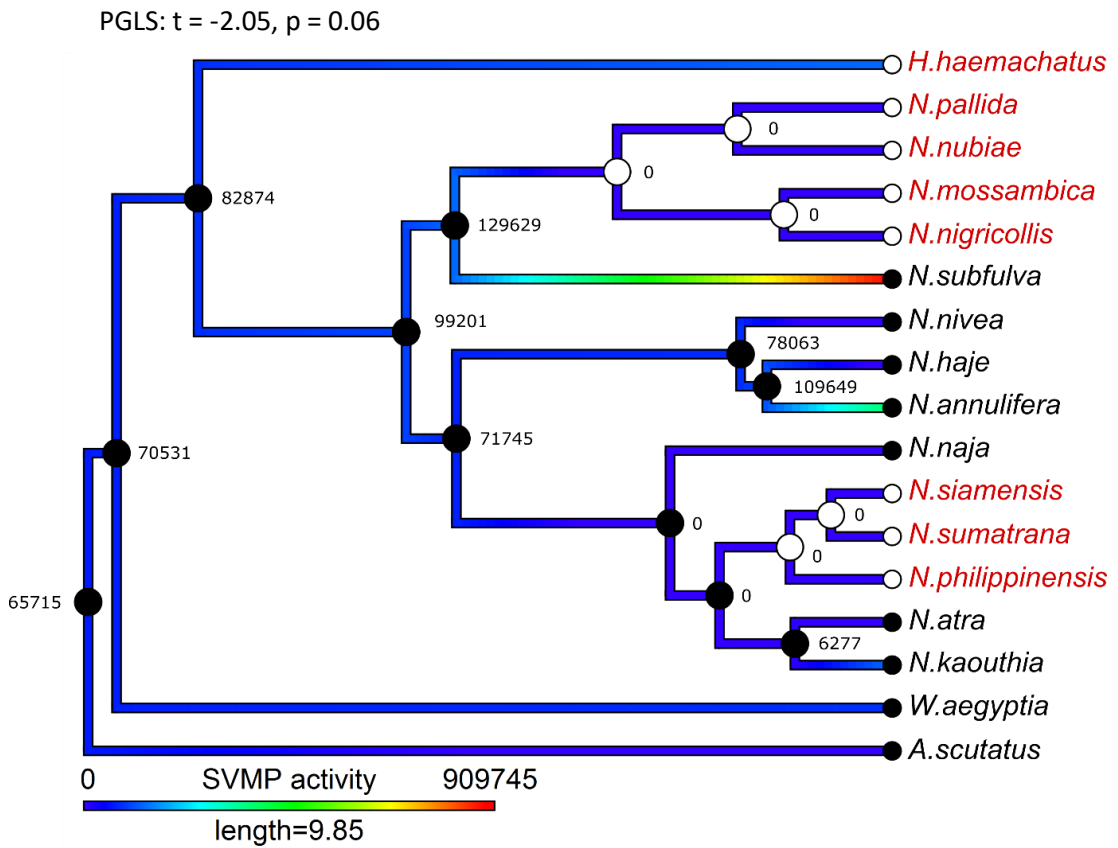 PGLS: t = -2.05, p = 0.06
H.haemachatus
N.pallida
0
N.nubiae
0
N.mossambica
82874
0
129629
N.nigricollis
N.subfulva
99201
N.nivea
78063
N.haje
109649
N.annulifera
71745
70531
N.naja
N.siamensis
0
0
N.sumatrana
0
N.philippinensis
65715
0
N.atra
6277
N.kaouthia
W.aegyptia
A.scutatus
0 SVMP activity 909745
length=9.85